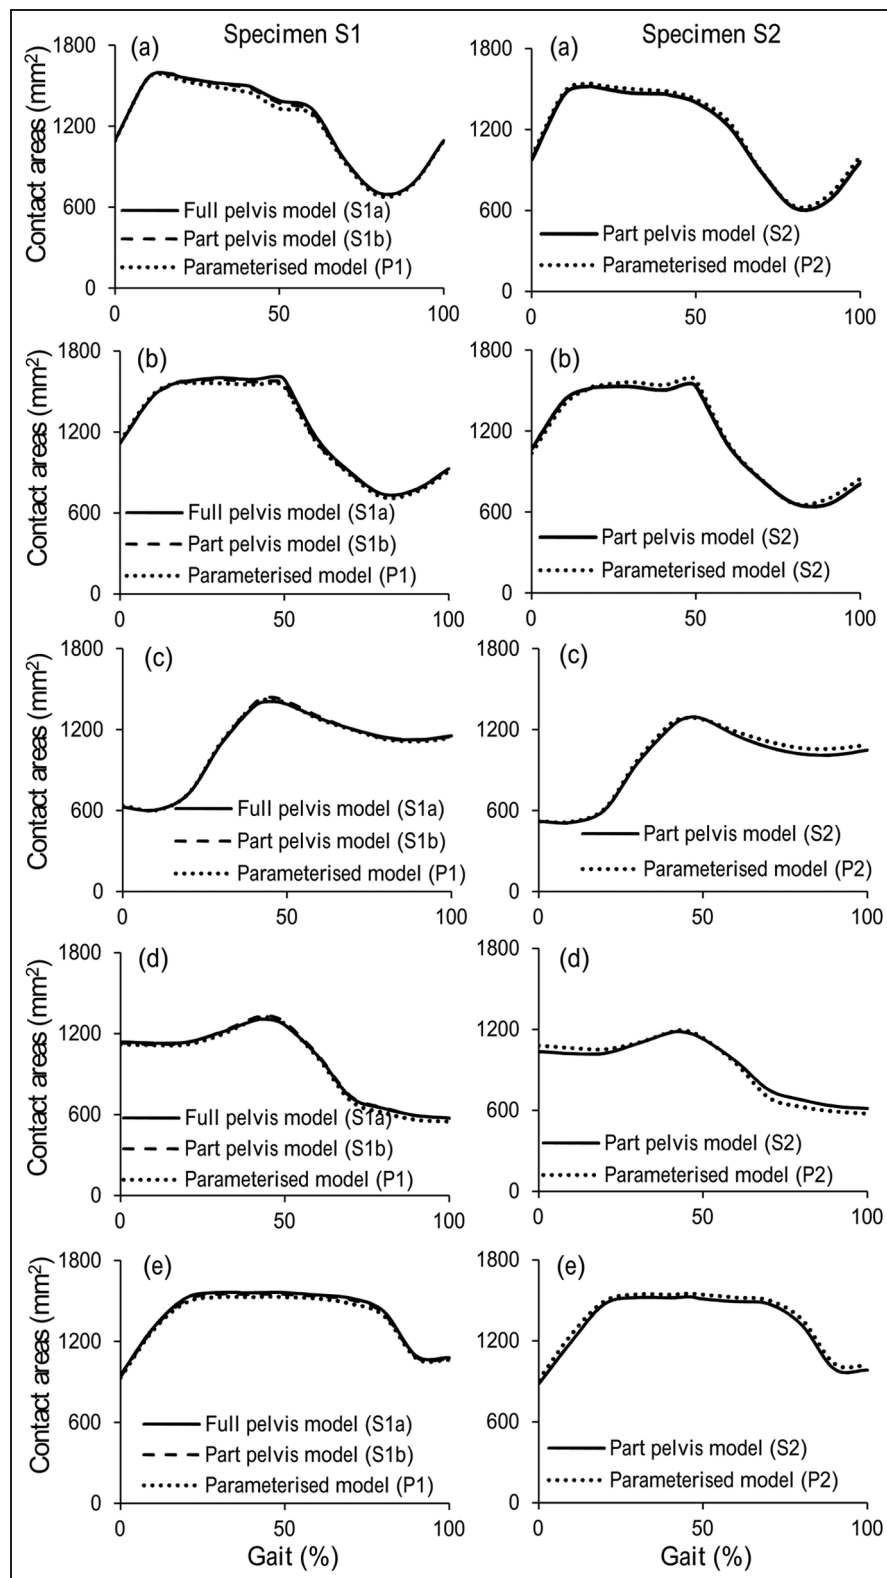 Specimen S1
Specimen S2
(a)
Contact areas (mm²)
1800
1200
600
0
Full pelvis model (S1a)
Part pelvis model (S1b)
Parameterised model (P1)
0 50 100
(a)
1800
1200
600
0
Part pelvis model (S2)
Parameterised model (P2)
0 50 100
(b)
Contact areas (mm²)
1800
1200
600
0
Full pelvis model (S1a)
Part pelvis model (S1b)
Parameterised model (P1)
0 50 100
(b)
1800
1200
600
0
Part pelvis model (S2)
Parameterised model (S2)
0 50 100
(c)
Contact areas (mm²)
1800
1200
600
0
Full pelvis model (S1a)
Part pelvis model (S1b)
Parameterised model (P1)
0 50 100
(c)
1800
1200
600
0
Part pelvis model (S2)
Parameterised model (P2)
0 50 100
(d)
Contact areas (mm²)
1800
1200
600
0
Full pelvis model (S1a)
Part pelvis model (S1b)
Parameterised model (P1)
0 50 100
(d)
1800
1200
600
0
Part pelvis model (S2)
Parameterised model (P2)
0 50 100
(e)
Contact areas (mm²)
1800
1200
600
0
Full pelvis model (S1a)
Part pelvis model (S1b)
Parameterised model (P1)
0 50 100
Gait (%)
(e)
1800
1200
600
0
Part pelvis model (S2)
Parameterised model (P2)
0 50 100
Gait (%)